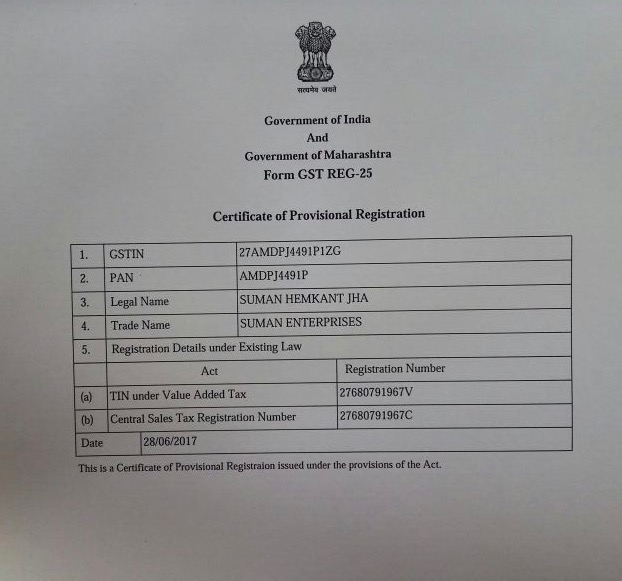 सत्यमेव जयते
Government of India
And
Government of Maharashtra
Form GST REG-25
Certificate of Provisional Registration
1. GSTIN 27AMDPJ4491P1ZG
2. PAN AMDPJ4491P
3. Legal Name SUMAN HEMKANT JHA
4. Trade Name SUMAN ENTERPRISES
5. Registration Details under Existing Law
Act Registration Number
(a) TIN under Value Added Tax 27680791967V
(b) Central Sales Tax Registration Number 27680791967C
Date 28/06/2017
This is a Certificate of Provisional Registraion issued under the provisions of the Act.